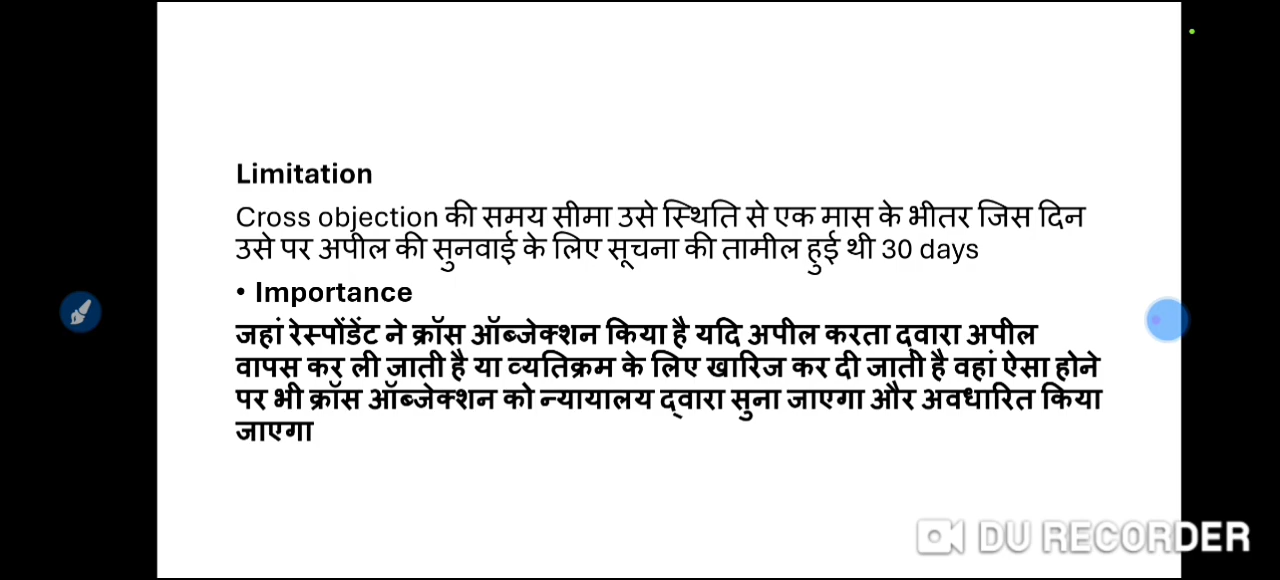 Limitation
Cross objection की समय सीमा उसे स्थिति से एक मास के भीतर जिस दिन
उसे पर अपील की सुनवाई के लिए सूचना की तामील हुई थी 30 days
• Importance
जहां रेस्पोंडेंट ने क्रॉस ऑब्जेक्शन किया है यदि अपील करता द्वारा अपील
वापस कर ली जाती है या व्यतिक्रम के लिए खारिज कर दी जाती है वहां ऐसा होने
पर भी क्रॉस ऑब्जेक्शन को न्यायालय द्वारा सुना जाएगा और अवधारित किया
जाएगा
DU RECORDER